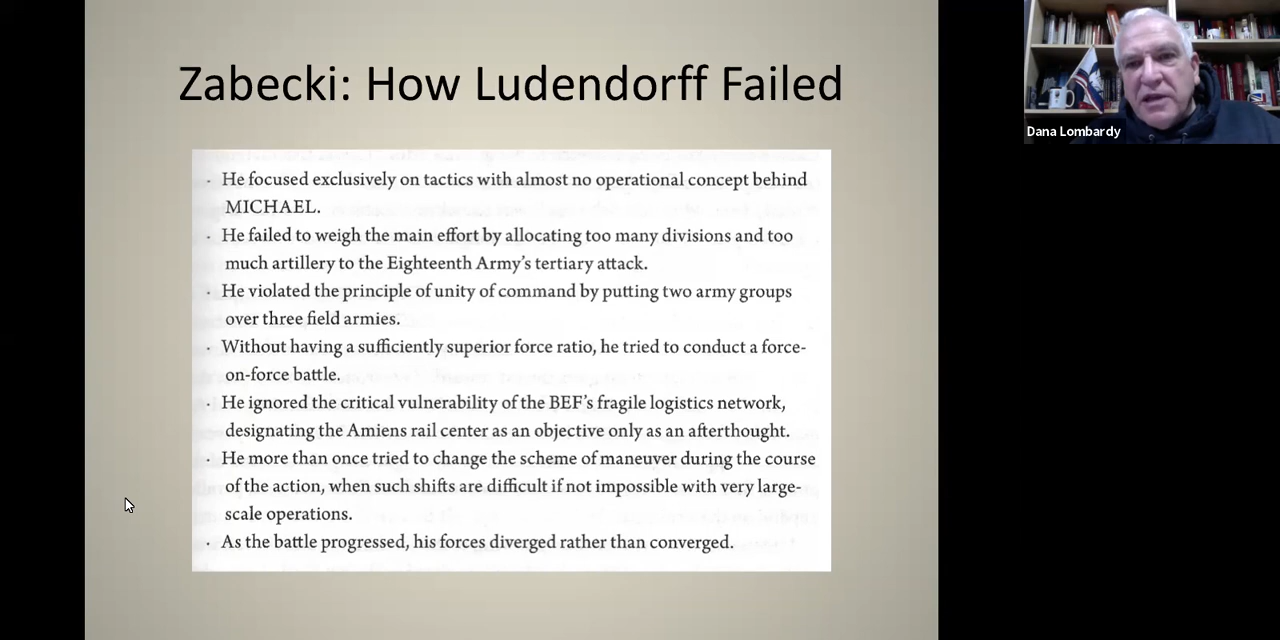 Zabecki: How Ludendorff Failed
· He focused exclusively on tactics with almost no operational concept behind
MICHAEL.
· He failed to weigh the main effort by allocating too many divisions and too
much artillery to the Eighteenth Army's tertiary attack.
· He violated the principle of unity of command by putting two army groups
over three field armies.
· Without having a sufficiently superior force ratio, he tried to conduct a force-
on-force battle.
· He ignored the critical vulnerability of the BEF's fragile logistics network,
designating the Amiens rail center as an objective only as an afterthought.
· He more than once tried to change the scheme of maneuver during the course
of the action, when such shifts are difficult if not impossible with very large-
scale operations.
· As the battle progressed, his forces diverged rather than converged.
Dana Lombardy